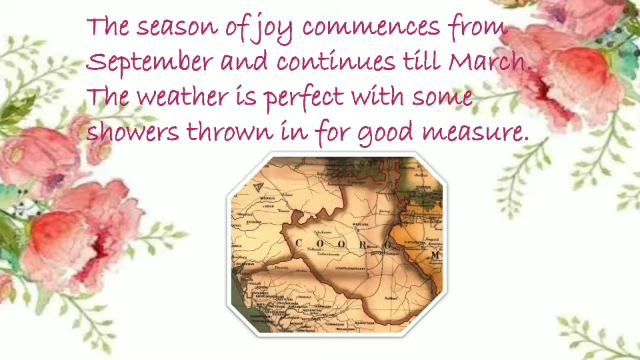 The season of joy commences from
September and continues till March.
The weather is perfect with some
showers thrown in for good measure.
COORG
M